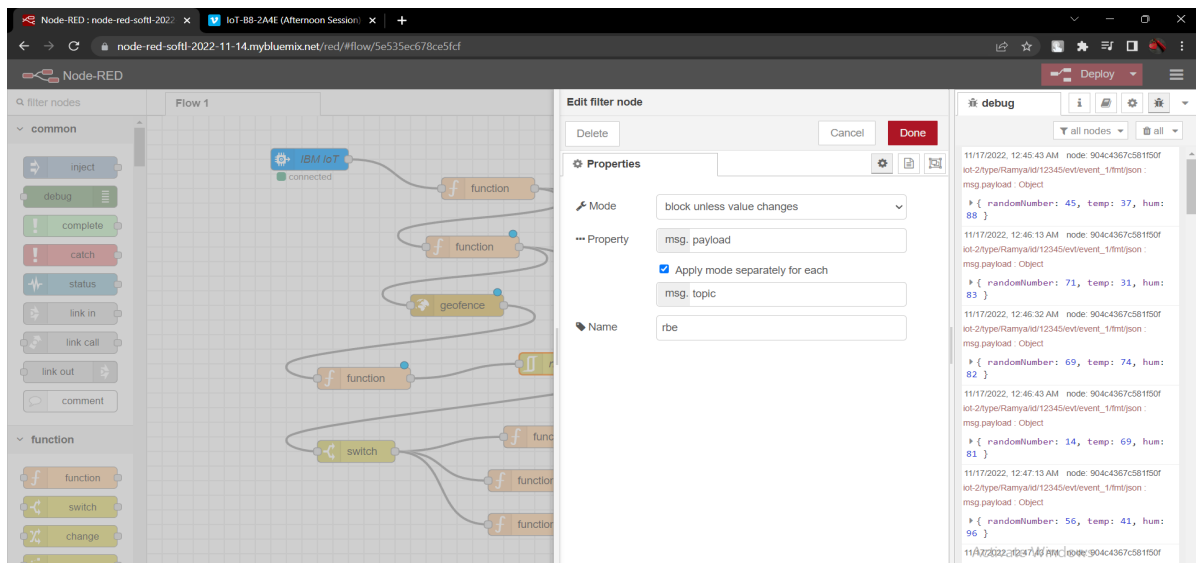 Node-RED : node-red-softl-2022
IoT-B8-2A4E (Afternoon Session)
node-red-softl-2022-11-14.mybluemix.net/red/#flow/5e535ec678ce5fcf
Node-RED
Deploy
filter nodes
common
inject
debug
complete
catch
status
link in
link call
link out
comment
function
function
switch
change
Flow 1
IBM IoT
connected
function
function
geofence
function
switch
func
function
function
Edit filter node
Delete
Cancel
Done
Properties
Mode
block unless value changes
Property
msg. payload
Apply mode separately for each
msg. topic
Name
rbe
debug
all nodes
all
11/17/2022, 12:45:43 AM node: 904c4367c581f50f
iot-2/type/Ramya/id/12345/evt/event_1/fmt/json :
msg.payload : Object
{ randomNumber: 45, temp: 37, hum:
88 }
11/17/2022, 12:46:13 AM node: 904c4367c581f50f
iot-2/type/Ramya/id/12345/evt/event_1/fmt/json :
msg.payload : Object
{ randomNumber: 71, temp: 31, hum:
83 }
11/17/2022, 12:46:32 AM node: 904c4367c581f50f
iot-2/type/Ramya/id/12345/evt/event_1/fmt/json :
msg.payload : Object
{ randomNumber: 69, temp: 74, hum:
82 }
11/17/2022, 12:46:43 AM node: 904c4367c581f50f
iot-2/type/Ramya/id/12345/evt/event_1/fmt/json :
msg.payload : Object
{ randomNumber: 14, temp: 69, hum:
81 }
11/17/2022, 12:47:13 AM node: 904c4367c581f50f
iot-2/type/Ramya/id/12345/evt/event_1/fmt/json :
msg.payload : Object
{ randomNumber: 56, temp: 41, hum:
96 }
Activate Windows
904c4367c581f50f